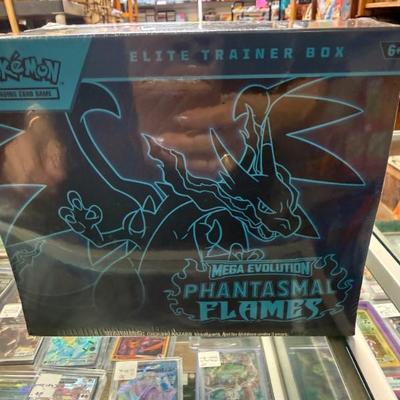 POKÉMON
TRADING CARD GAME
ELITE TRAINER BOX
6+
MEGA EVOLUTION
PHANTASMAL
FLAMES